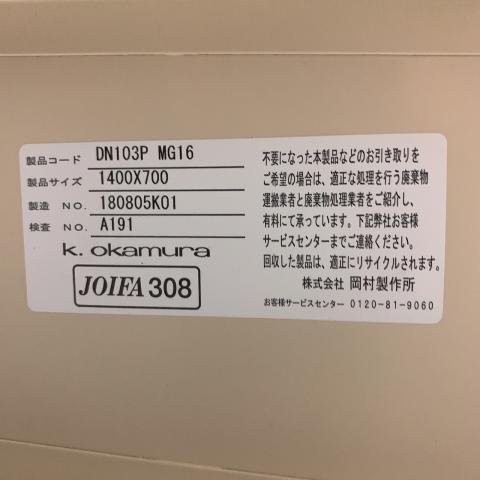 製品コード DN103P MG16
製品サイズ 1400X700
製造 NO. 180805K01
検査 NO. A191
k. okamura
JOIFA 308
不要になった本製品などのお引き取りを
ご希望の場合は、適正な処理を行う廃棄物
運搬業者と廃棄物処理業者をご紹介し、
有料にて承っています。下記弊社お客様
サービスセンターまでご連絡ください。
回収した製品は、適正にリサイクルされます。
株式会社 岡村製作所
お客様サービスセンター 0120-81-9060